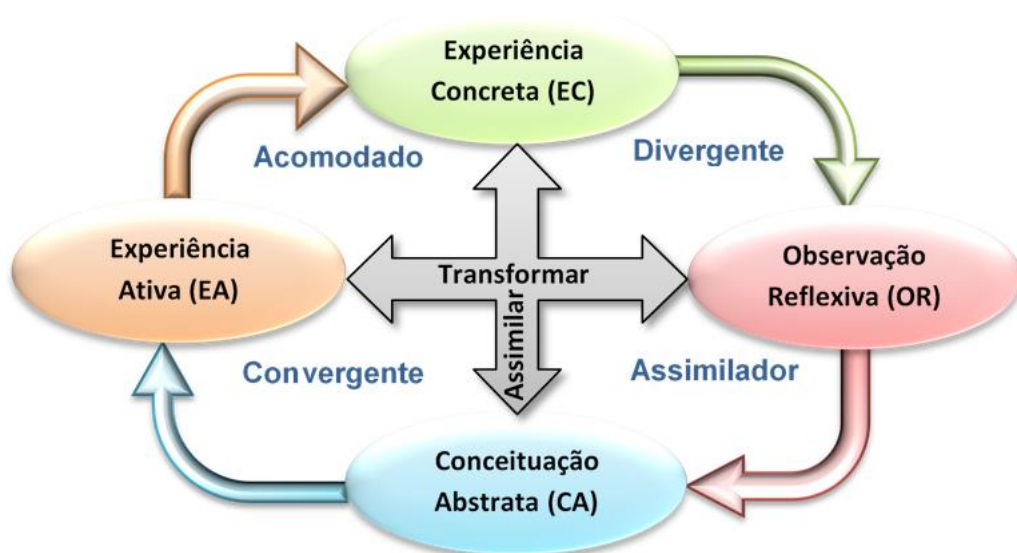 Experiência
Concreta (EC)
Acomodado
Divergente
Experiência
Ativa (EA)
Transformar
Assimilar
Observação
Reflexiva (OR)
Convergente
Assimilador
Conceituação
Abstrata (CA)